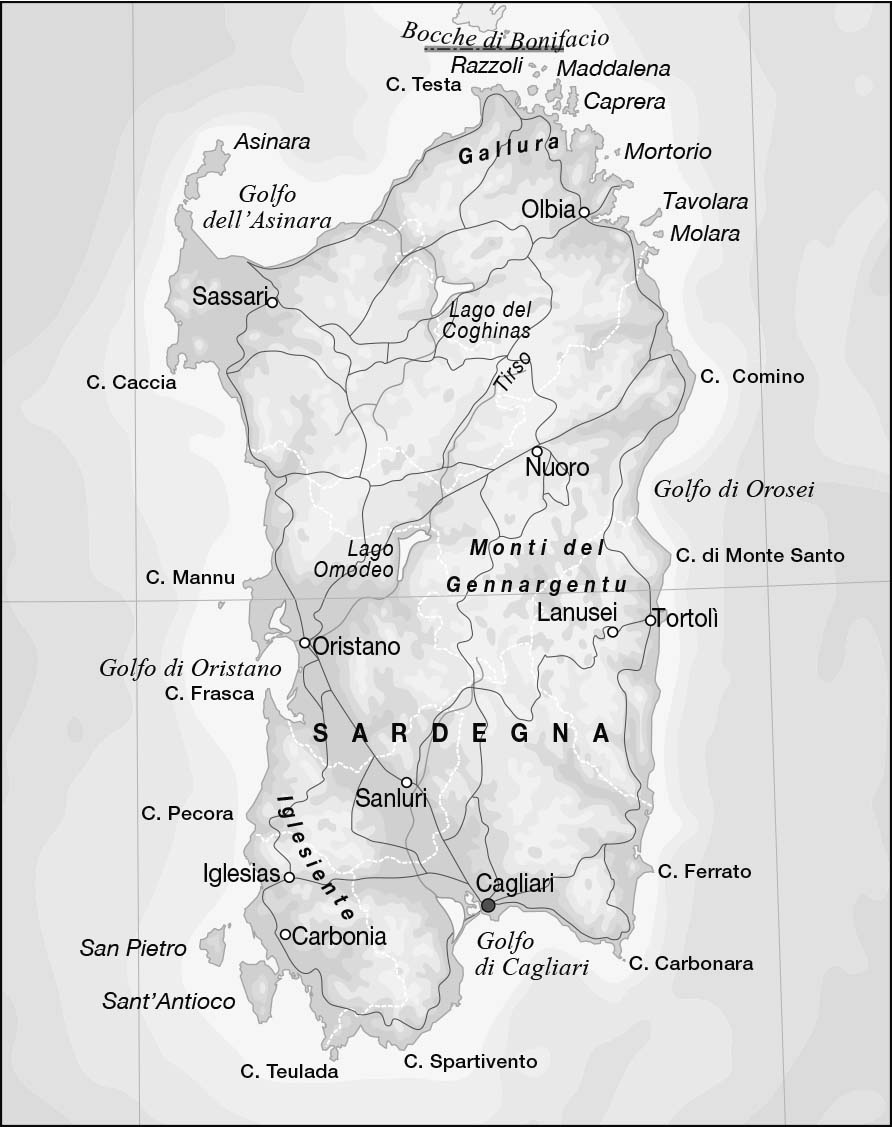 Bocche di Bonifacio
Razzoli
Maddalena
C. Testa
Caprera
Asinara
Gallura
Mortorio
Golfo
dell'Asinara
Olbia
Tavolara
Molara
Sassari
Lago del
Coghinas
Tirso
C. Caccia
C. Comino
Nuoro
Golfo di Orosei
Lago
Omodeo
Monti del
Gennargentu
C. di Monte Santo
C. Mannu
Lanusei
Tortolì
Oristano
Golfo di Oristano
C. Frasca
SARDEGNA
Sanluri
C. Pecora
Iglesiente
Iglesias
Cagliari
C. Ferrato
Carbonia
San Pietro
Golfo
di Cagliari
C. Carbonara
Sant'Antioco
C. Teulada
C. Spartivento